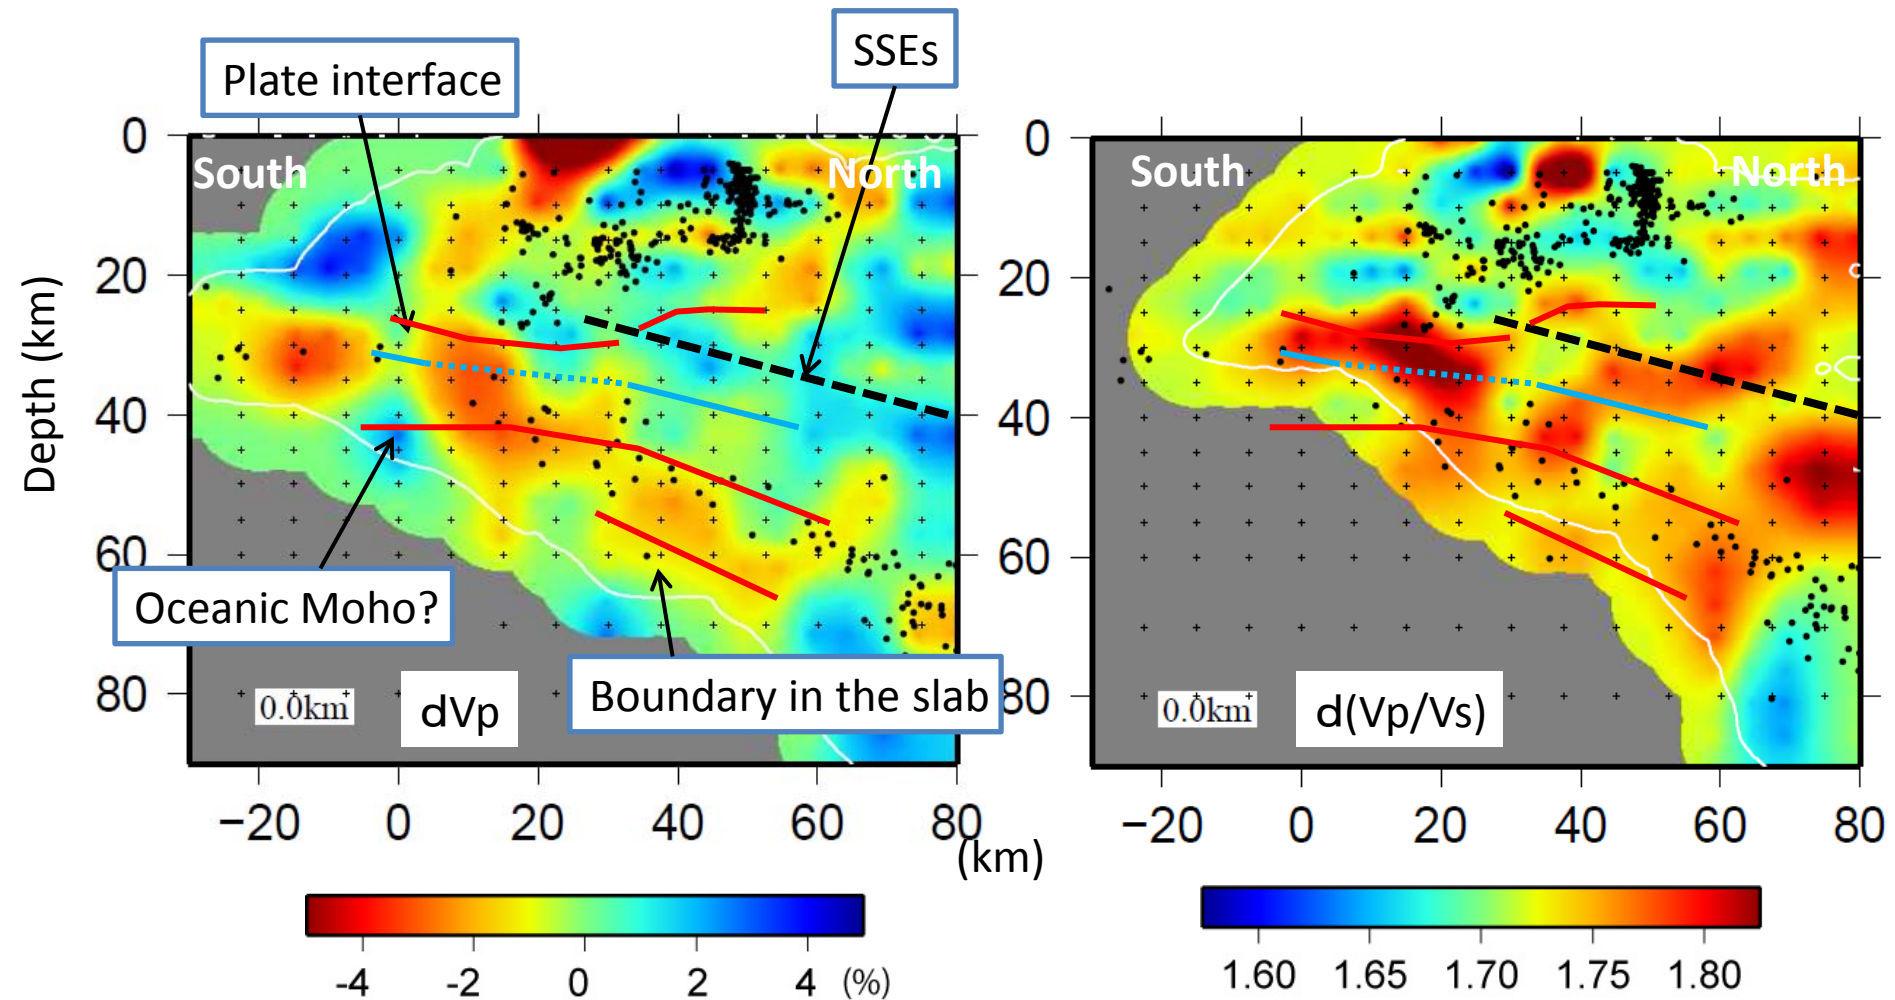 Plate interface
SSEs
South
North
South
North
0
20
40
60
80
Depth (km)
0
20
40
60
80
Oceanic Moho?
Boundary in the slab
0.0km
dVp
0.0km
d(Vp/Vs)
−20 0 20 40 60 80
(km)
−20 0 20 40 60 80
-4 -2 0 2 4 (%)
1.60 1.65 1.70 1.75 1.80